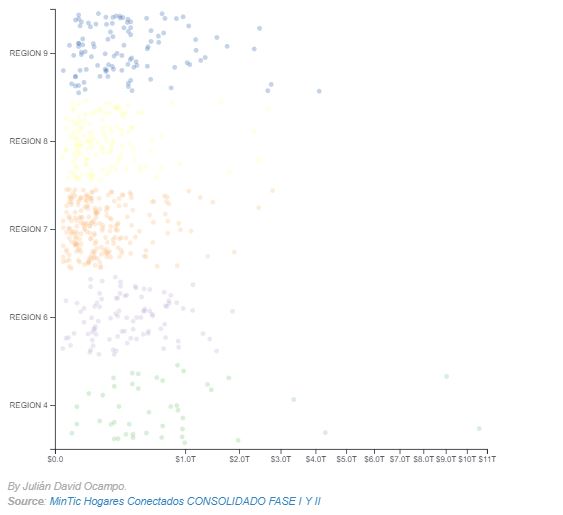 REGION 9
REGION 8
REGION 7
REGION 6
REGION 4
$0.0 $1.0T $2.0T $3.0T $4.0T $5.0T $6.0T $7.0T $8.0T $9.0T $10T $11T
By Julián David Ocampo.
Source: MinTic Hogares Conectados CONSOLIDADO FASE I Y II